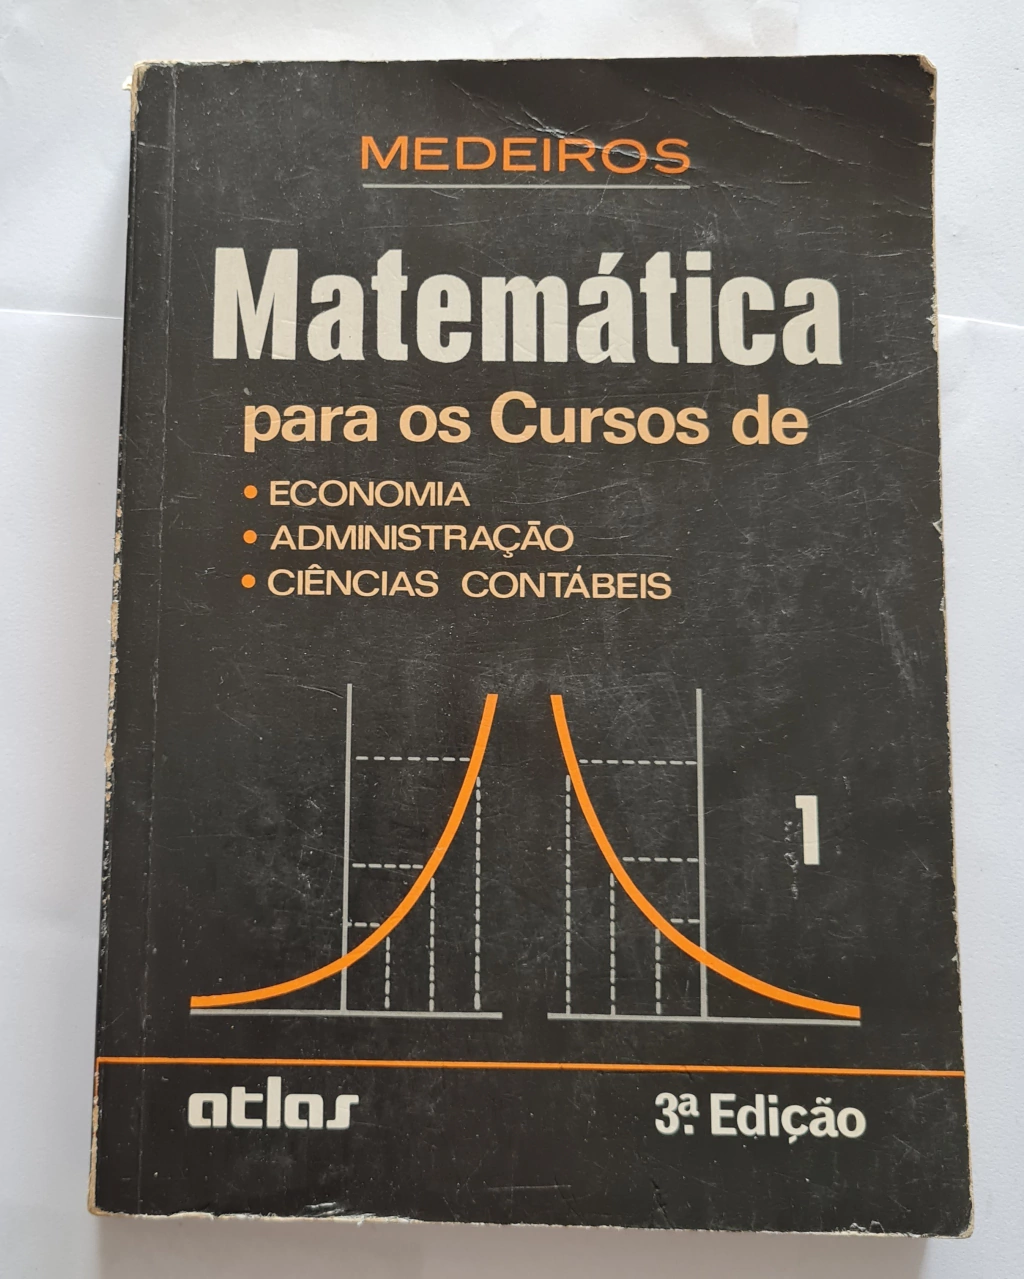 MEDEIROS
Matemática
para os Cursos de
• ECONOMIA
• ADMINISTRAÇÃO
• CIÊNCIAS CONTÁBEIS
1
atlas
3ª Edição